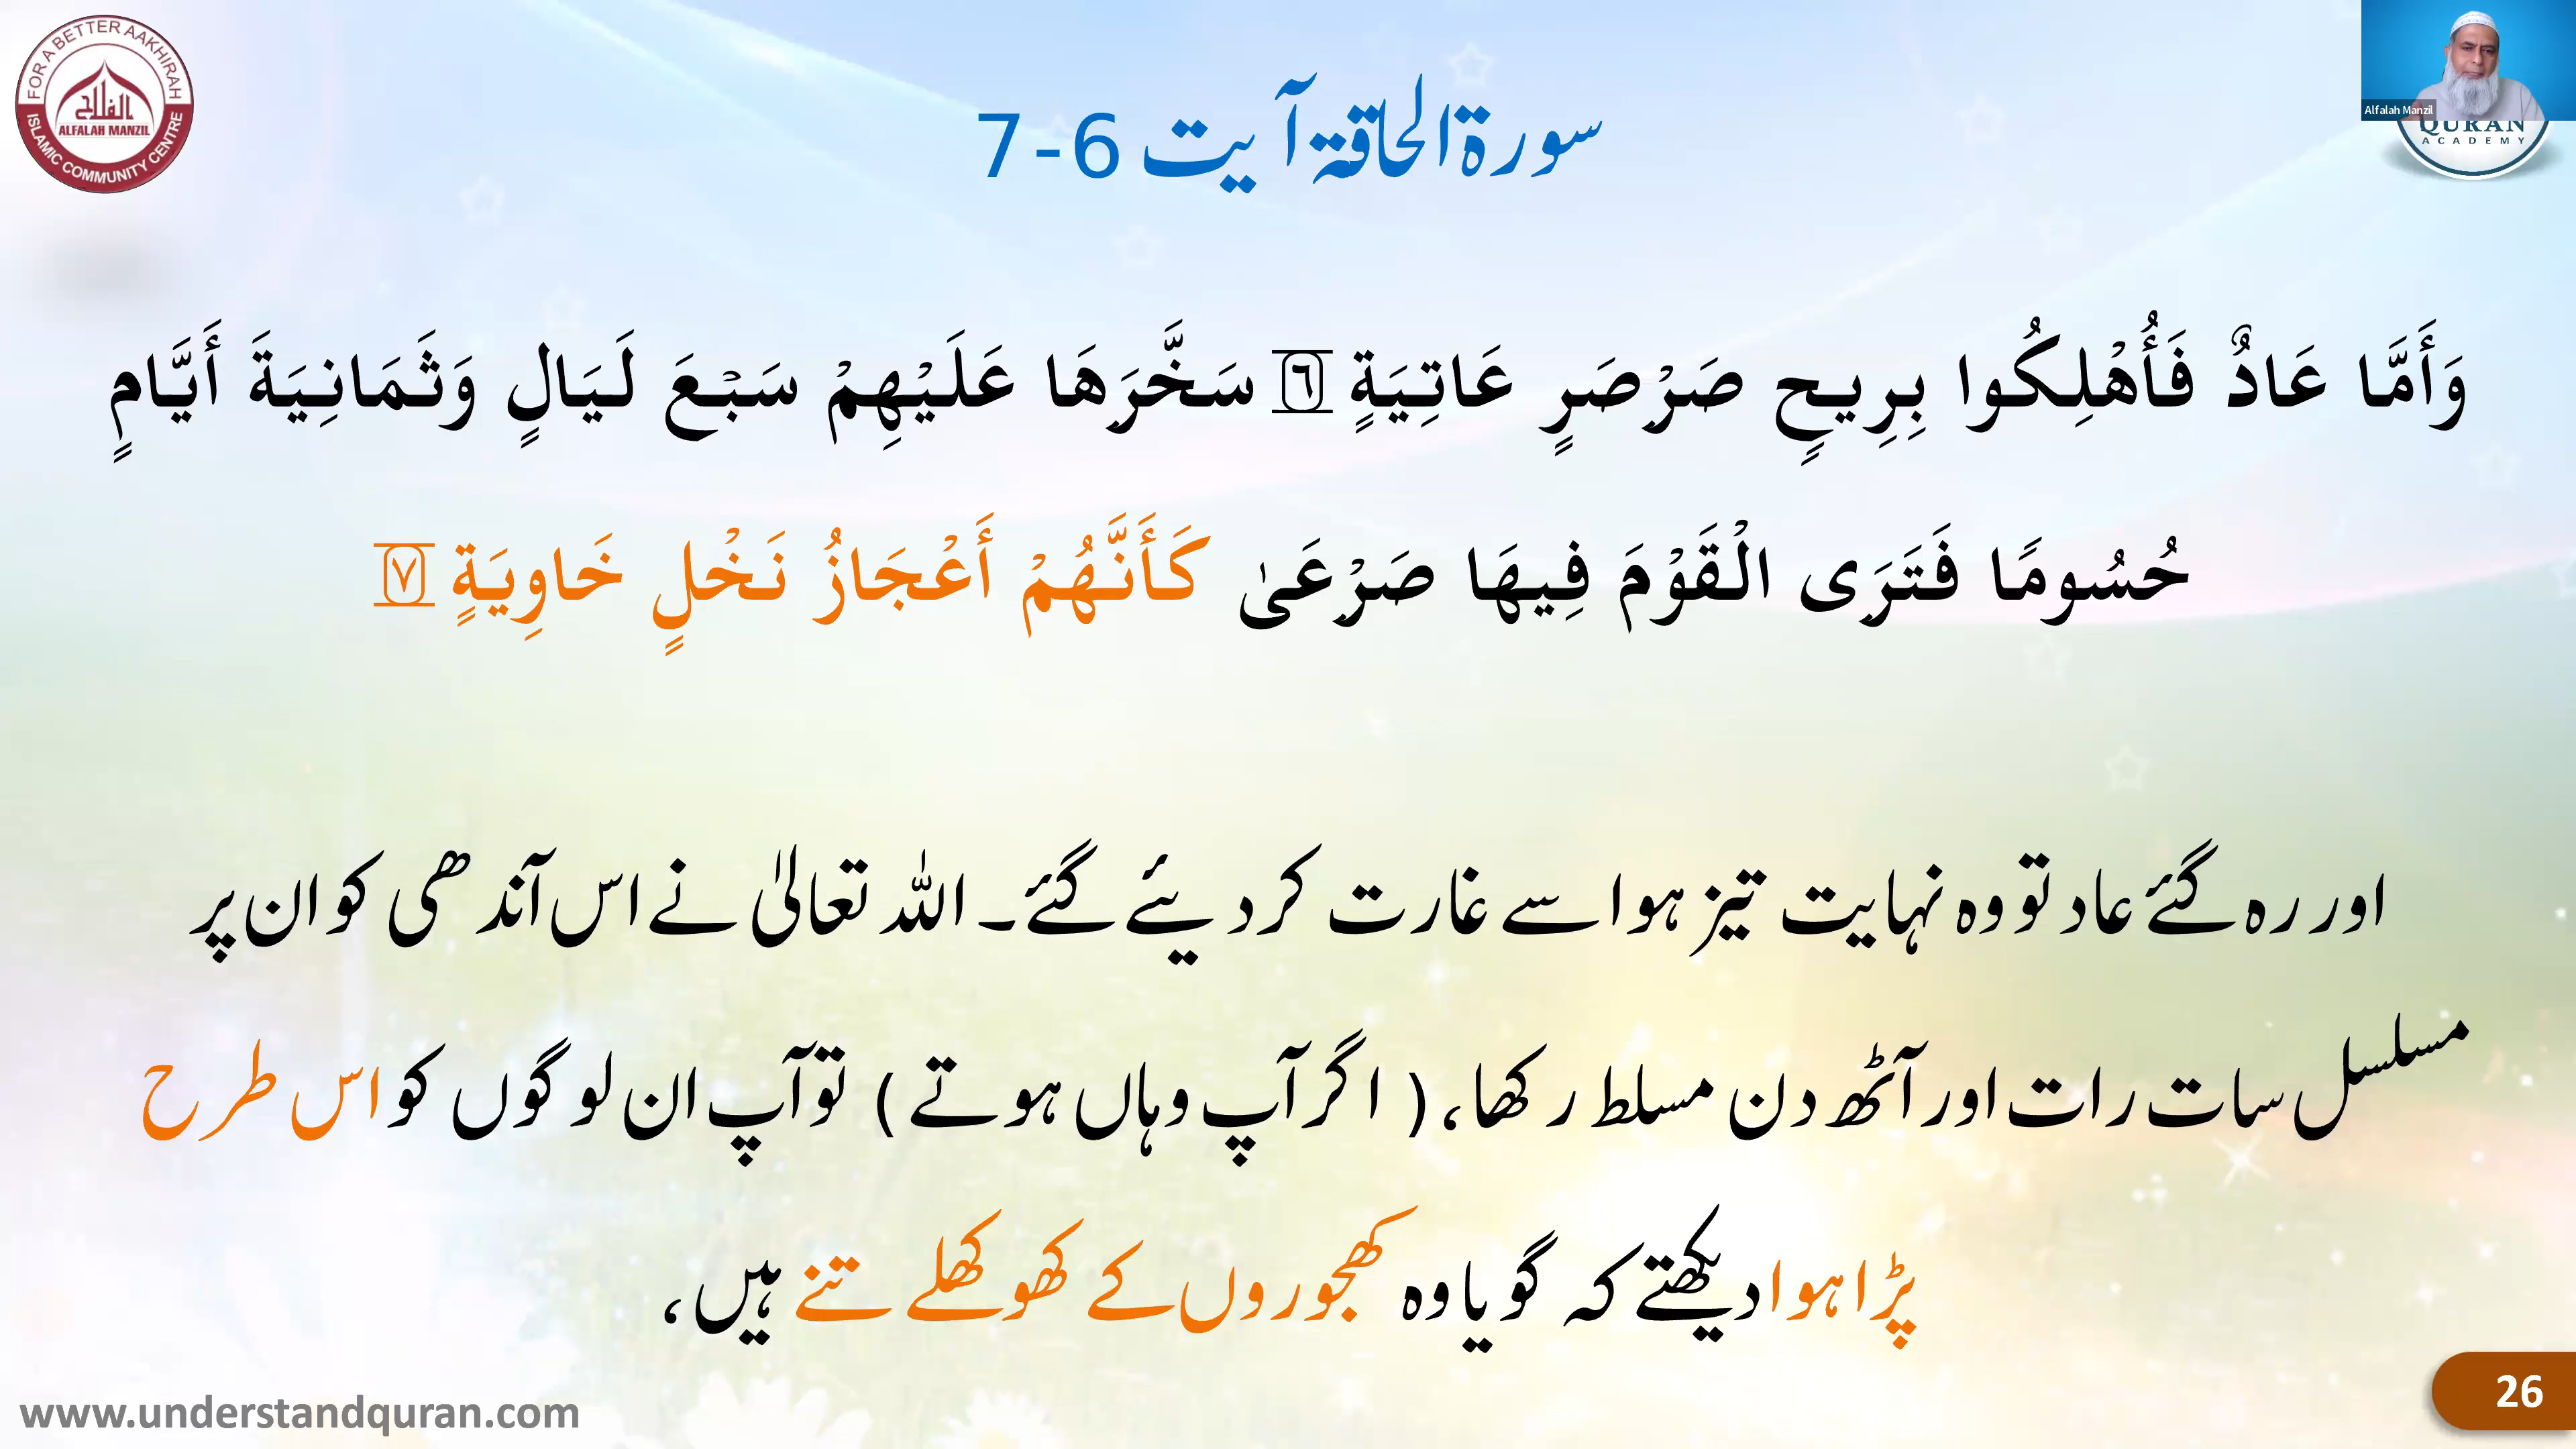 FOR A BETTER AAKHIRAH
الفلاح
ALFALAH MANZIL
ISLAMIC COMMUNITY CENTRE
Alfalah Manzil
QURAN
ACADEMY
سورۃ الحاقۃ آیت 6-7
وَأَمَّا عَادٌ فَأُهْلِكُوا بِرِيحٍ صَرْصَرٍ عَاتِيَةٍ ٦ سَخَّرَهَا عَلَيْهِمْ سَبْعَ لَيَالٍ وَثَمَانِيَةَ أَيَّامٍ
حُسُومًا فَتَرَى الْقَوْمَ فِيهَا صَرْعَىٰ كَأَنَّهُمْ أَعْجَازُ نَخْلٍ خَاوِيَةٍ ٧
اور رہ گئے عاد تو وہ نہایت تیز ہوا سے غارت کر دیئے گئے۔ اللہ تعالیٰ نے اس آندھی کو ان پر
مسلسل سات رات اور آٹھ دن مسلط رکھا، (اگر آپ وہاں ہوتے) تو آپ ان لوگوں کو اس طرح
پڑا ہوا دیکھتے کہ گویا وہ کھجوروں کے کھوکھلے تنے ہیں،
www.understandquran.com
26